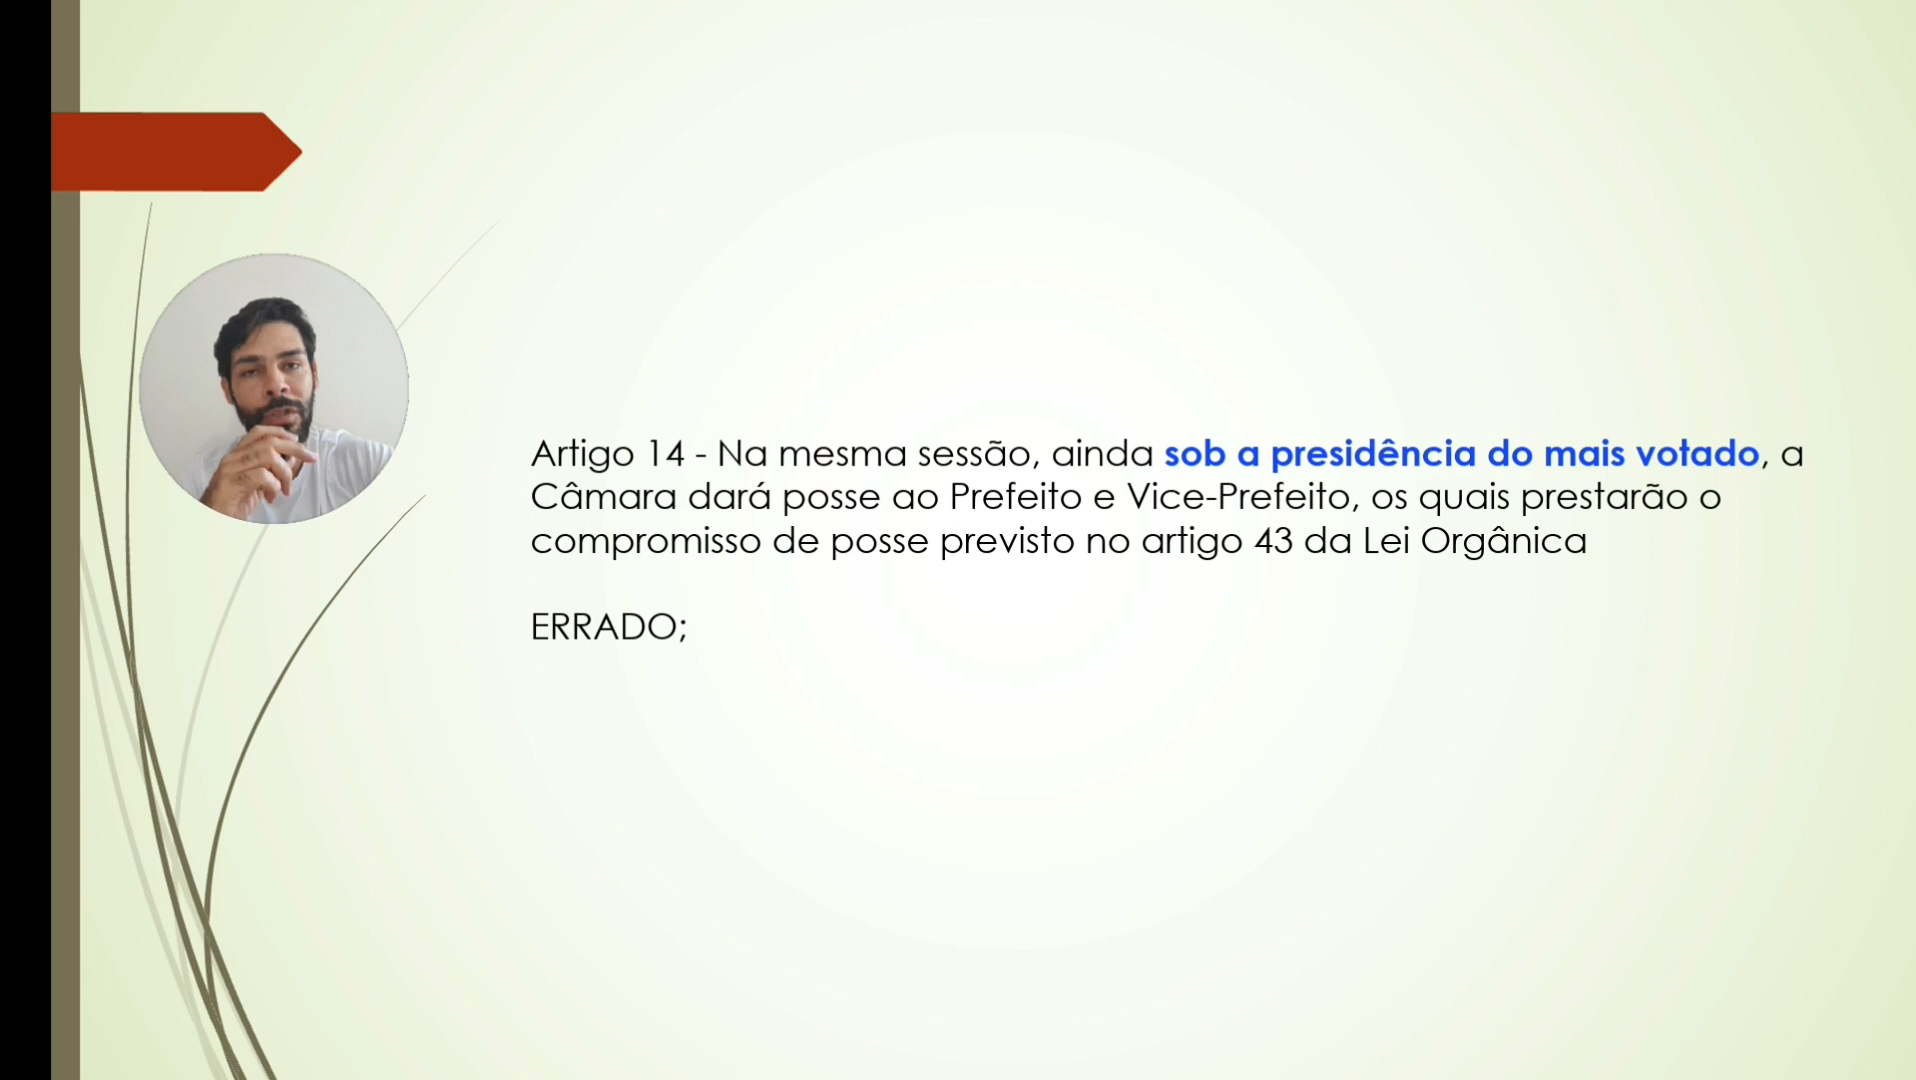 Artigo 14 - Na mesma sessão, ainda sob a presidência do mais votado, a
Câmara dará posse ao Prefeito e Vice-Prefeito, os quais prestarão o
compromisso de posse previsto no artigo 43 da Lei Orgânica
ERRADO;